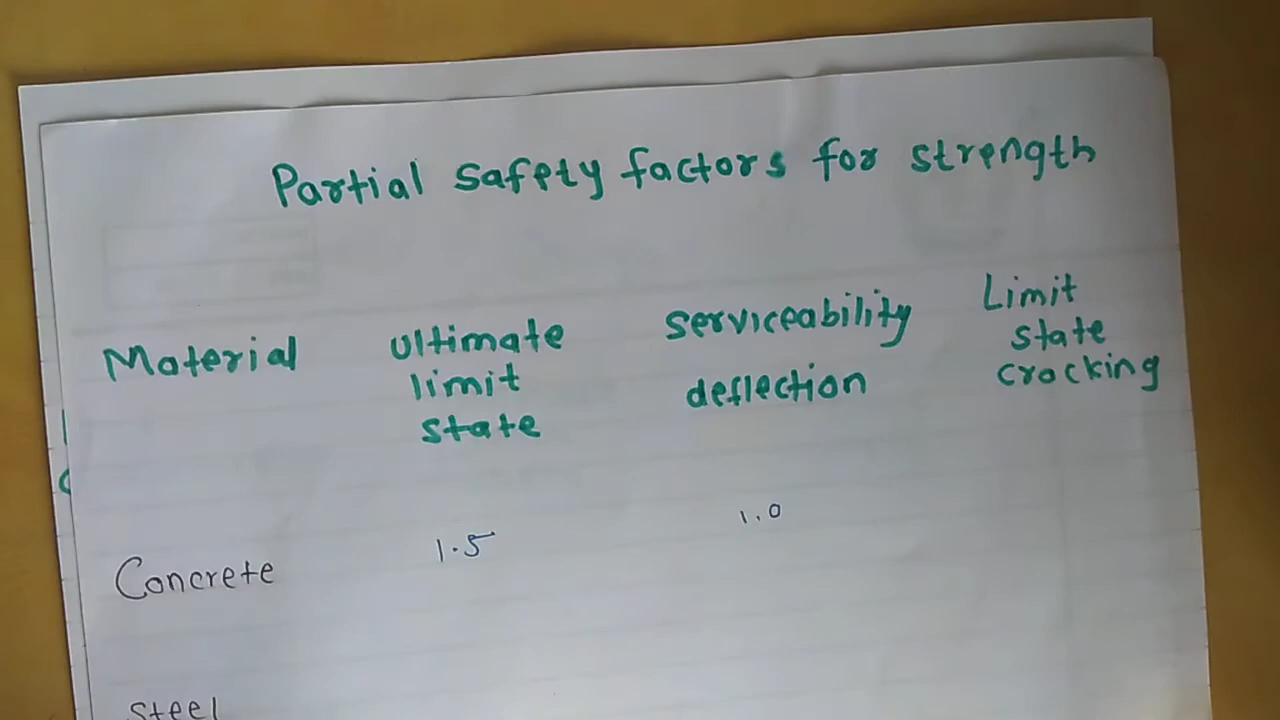 Partial safety factors for strength
Material
ultimate
limit
state
serviceability
deflection
Limit
state
crocking
Concrete
1.5
1.0
Steel